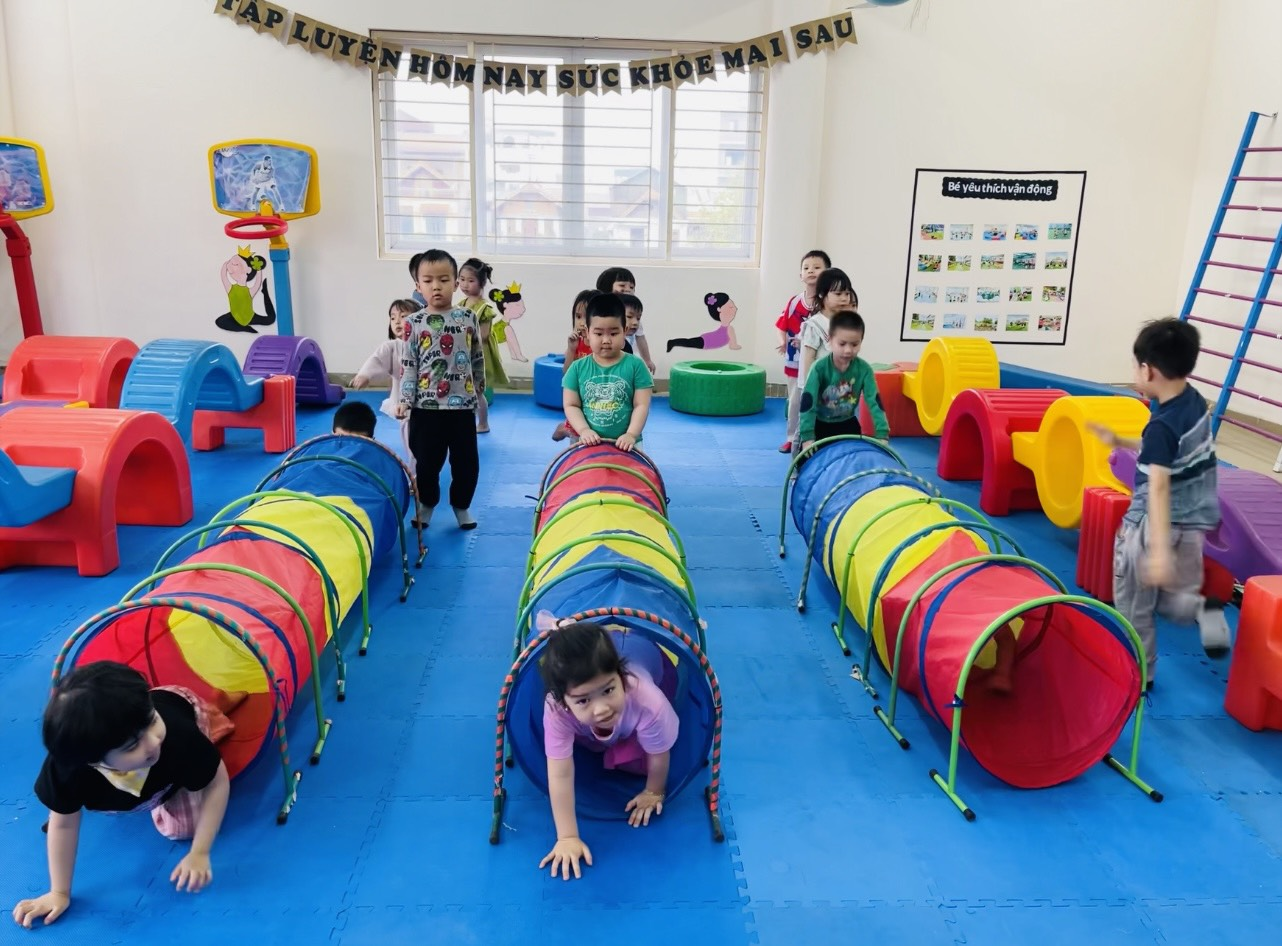 TẬP LUYỆN HÔM NAY SỨC KHỎE MAI SAU
Bé yêu thích vận động